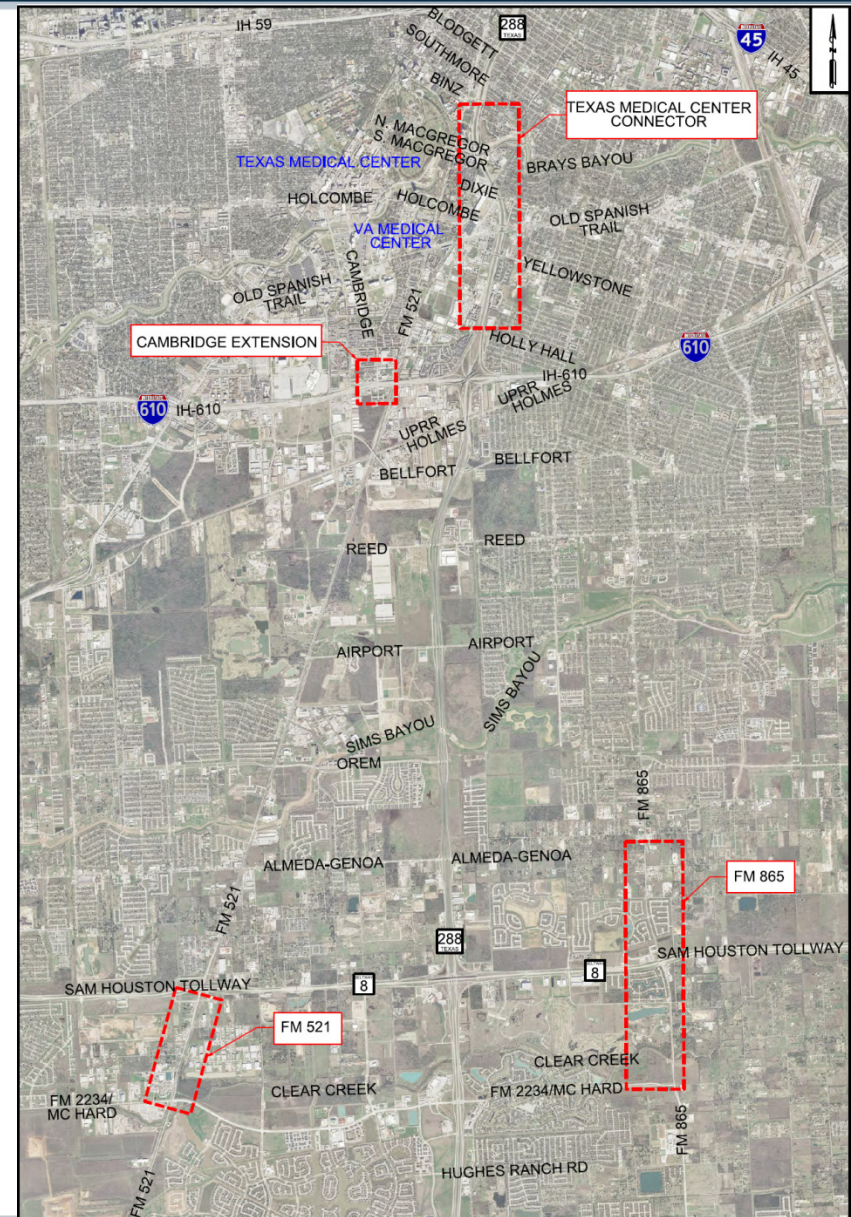 IH 59
BLODGETT
288
TEXAS
45
IH 45
N
SOUTHMORE
BINZ
TEXAS MEDICAL CENTER
CONNECTOR
N. MACGREGOR
S. MACGREGOR
TEXAS MEDICAL CENTER
BRAYS BAYOU
DIXIE
HOLCOMBE
HOLCOMBE
OLD SPANISH
TRAIL
VA MEDICAL
CENTER
CAMBRIDGE
YELLOWSTONE
OLD SPANISH
TRAIL
FM 521
CAMBRIDGE EXTENSION
HOLLY HALL
610
IH-610
610
IH-610
UPRR
HOLMES
UPRR
HOLMES
BELLFORT
BELLFORT
REED
REED
AIRPORT
AIRPORT
SIMS BAYOU
SIMS BAYOU
OREM
FM 865
ALMEDA-GENOA
ALMEDA-GENOA
FM 865
FM 521
288
TEXAS
SAM HOUSTON TOLLWAY
8
8
SAM HOUSTON TOLLWAY
FM 521
CLEAR CREEK
CLEAR CREEK
FM 2234/MC HARD
FM 2234/
MC HARD
FM 865
HUGHES RANCH RD
FM 521